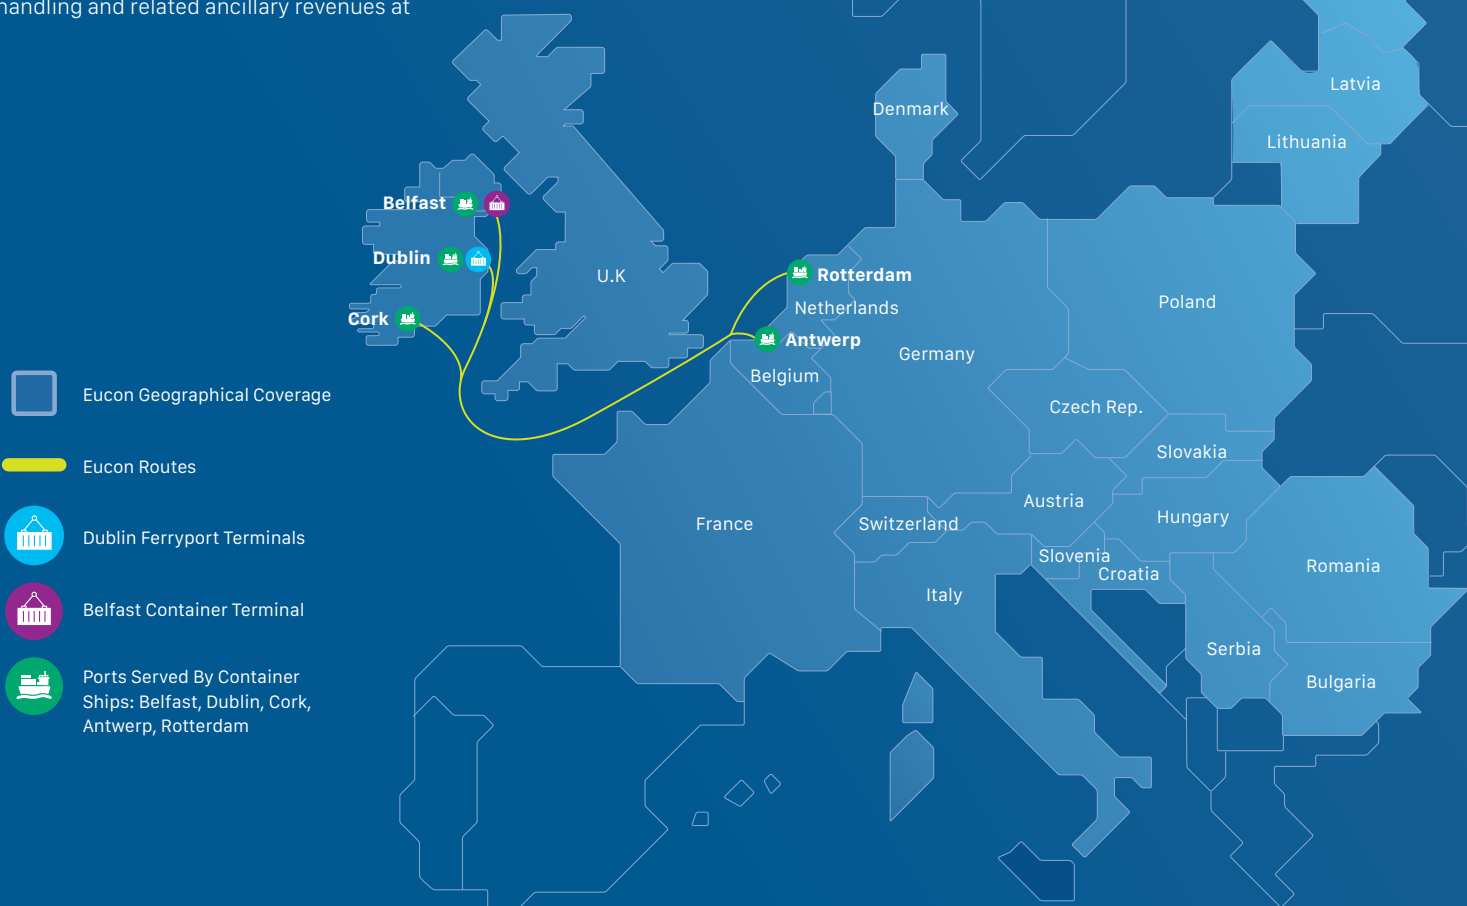 handling and related ancillary revenues at
Latvia
Denmark
Lithuania
Belfast
Dublin
U.K
Rotterdam
Netherlands
Poland
Cork
Antwerp
Germany
Belgium
Eucon Geographical Coverage
Czech Rep.
Slovakia
Eucon Routes
Austria
Hungary
France
Switzerland
Dublin Ferryport Terminals
Slovenia
Croatia
Romania
Italy
Belfast Container Terminal
Serbia
Bulgaria
Ports Served By Container
Ships: Belfast, Dublin, Cork,
Antwerp, Rotterdam